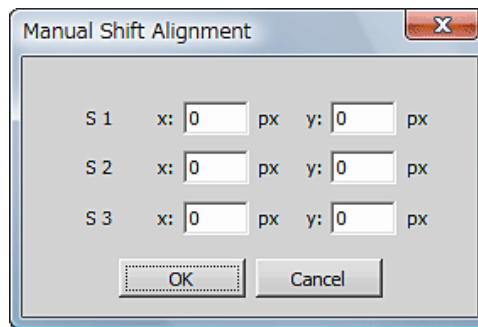 Manual Shift Alignment
S 1 x: 0 px y: 0 px
S 2 x: 0 px y: 0 px
S 3 x: 0 px y: 0 px
OK Cancel